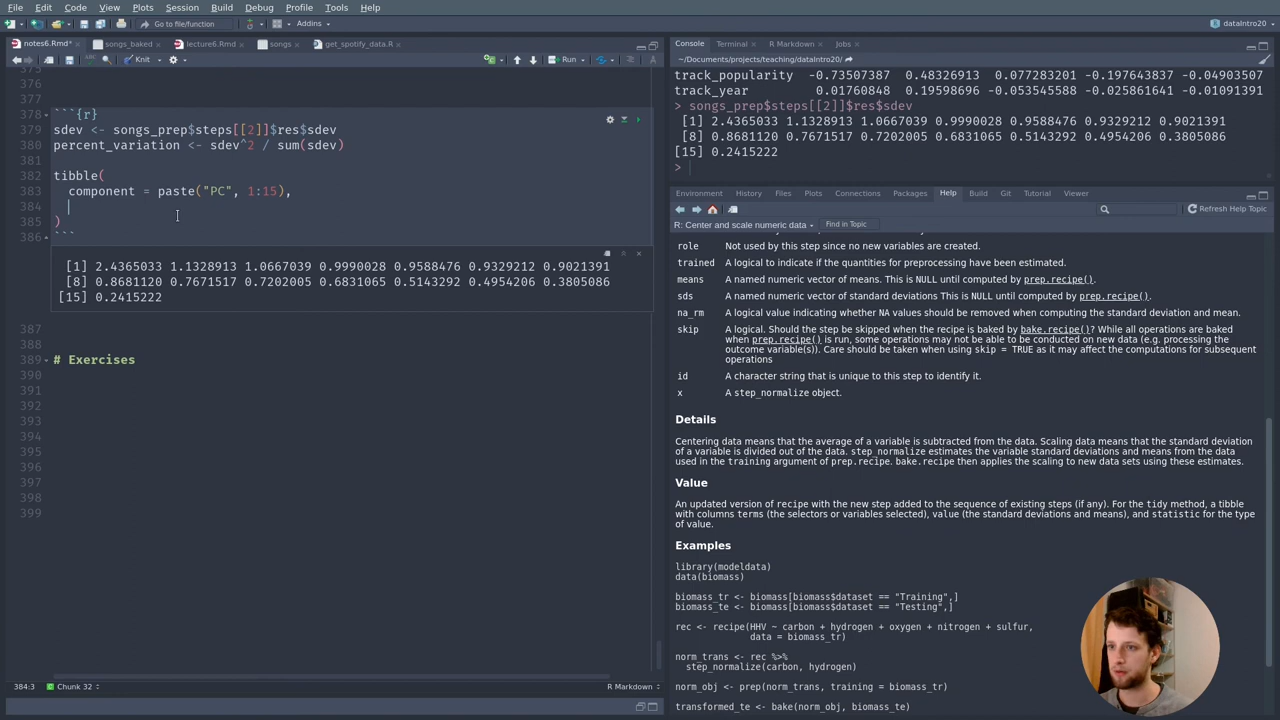 File Edit Code View Plots Session Build Debug Profile Tools Help
Go to file/function
Addins
dataIntro20
notes6.Rmd*
songs_baked
lecture6.Rmd
songs
get_spotify_data.R
Knit
Run
376
377
378 ```{r}
379 sdev <- songs_prep$steps[[2]]$res$sdev
380 percent_variation <- sdev^2 / sum(sdev)
381
382 tibble(
383 component = paste("PC", 1:15),
384
385 )
386 ```
[1] 2.4365033 1.1328913 1.0667039 0.9990028 0.9588476 0.9329212 0.9021391
[8] 0.8681120 0.7671517 0.7202005 0.6831065 0.5143292 0.4954206 0.3805086
[15] 0.2415222
387
388
389 # Exercises
390
391
392
393
394
395
396
397
398
399
384:3 Chunk 32
R Markdown
Console Terminal R Markdown Jobs
~/Documents/projects/teaching/dataIntro20/
track_popularity -0.73507387 0.48326913 0.077283201 -0.197643837 -0.04903507
track_year 0.01760848 0.19598696 -0.053545588 -0.025861641 -0.01091391
> songs_prep$steps[[2]]$res$sdev
[1] 2.4365033 1.1328913 1.0667039 0.9990028 0.9588476 0.9329212 0.9021391
[8] 0.8681120 0.7671517 0.7202005 0.6831065 0.5143292 0.4954206 0.3805086
[15] 0.2415222
>
Environment History Files Plots Connections Help Build Git Tutorial Viewer
Refresh Help Topic
R: Center and scale numeric data
Find in Topic
role Not used by this step since no new variables are created.
trained A logical to indicate if the quantities for preprocessing have been estimated.
means A named numeric vector of means. This is NULL until computed by prep.recipe().
sds A named numeric vector of standard deviations This is NULL until computed by prep.recipe().
na_rm A logical value indicating whether NA values should be removed when computing the standard deviation and mean.
skip A logical. Should the step be skipped when the recipe is baked by bake.recipe()? While all operations are baked
when prep.recipe() is run, some operations may not be able to be conducted on new data (e.g. processing the
outcome variable(s)). Care should be taken when using skip = TRUE as it may affect the computations for subsequent
operations
id A character string that is unique to this step to identify it.
x A step_normalize object.
Details
Centering data means that the average of a variable is subtracted from the data. Scaling data means that the standard deviation
of a variable is divided out of the data. step_normalize estimates the variable standard deviations and means from the data
used in the training argument of prep.recipe. bake.recipe then applies the scaling to new data sets using these estimates.
Value
An updated version of recipe with the new step added to the sequence of existing steps (if any). For the tidy method, a tibble
with columns terms (the selectors or variables selected), value (the standard deviations and means), and statistic for the type
of value.
Examples
library(modeldata)
data(biomass)
biomass_tr <- biomass[biomass$dataset == "Training",]
biomass_te <- biomass[biomass$dataset == "Testing",]
rec <- recipe(HHV ~ carbon + hydrogen + oxygen + nitrogen + sulfur,
data = biomass_tr)
norm_trans <- rec %>%
step_normalize(carbon, hydrogen)
norm_obj <- prep(norm_trans, training = biomass_tr)
transformed_te <- bake(norm_obj, biomass_te)